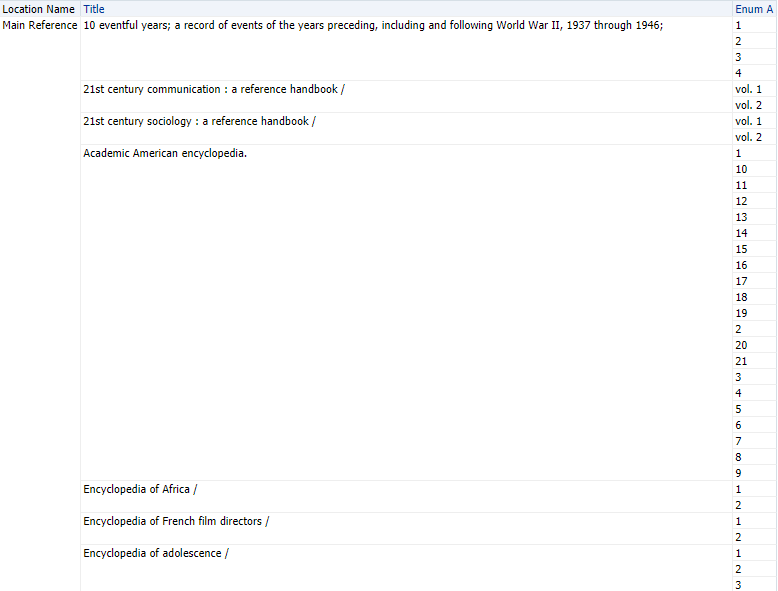 Location Name Title Enum A
Main Reference 10 eventful years; a record of events of the years preceding, including and following World War II, 1937 through 1946; 1
2
3
4
21st century communication : a reference handbook / vol. 1
vol. 2
21st century sociology : a reference handbook / vol. 1
vol. 2
Academic American encyclopedia. 1
10
11
12
13
14
15
16
17
18
19
2
20
21
3
4
5
6
7
8
9
Encyclopedia of Africa / 1
2
Encyclopedia of French film directors / 1
2
Encyclopedia of adolescence / 1
2
3